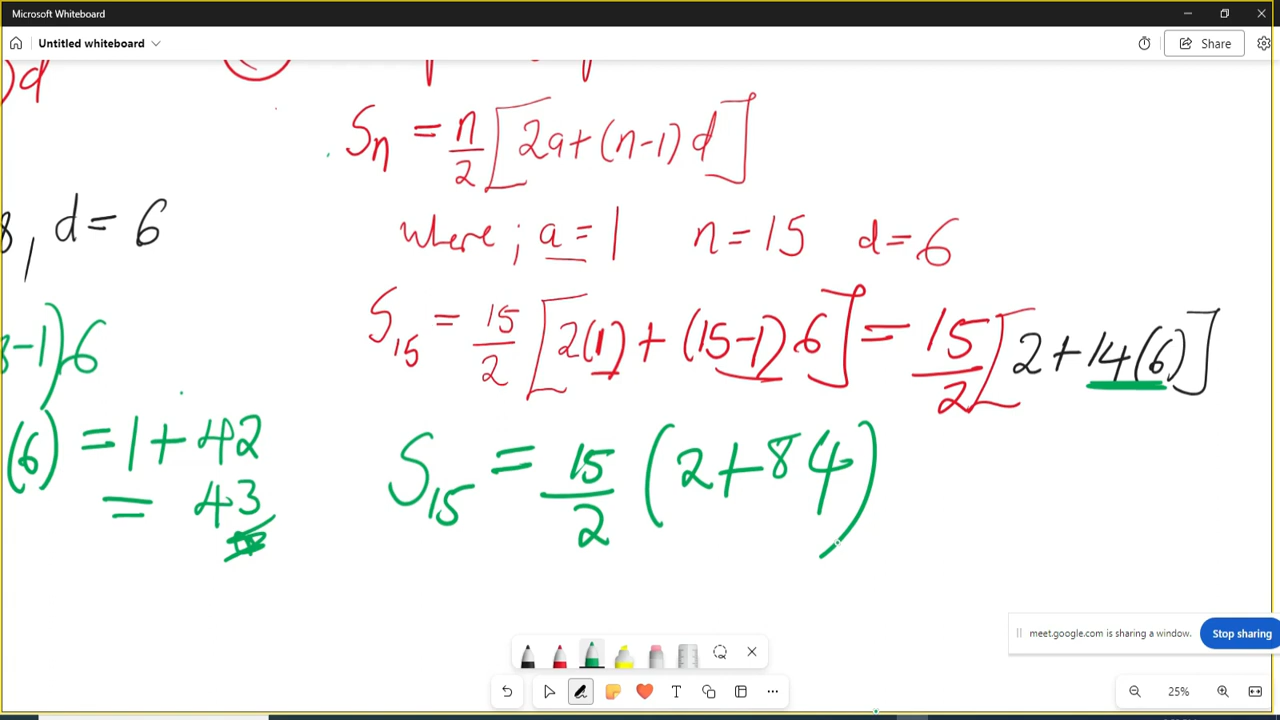 Microsoft Whiteboard
Untitled whiteboard
Share
)d
Sn = n/2 [2a+(n-1)d]
8, d= 6
where ; a= 1 n=15 d=6
S15 = 15/2 [2(1) + (15-1) 6] = 15/2 [2+14(6)]
8-1) 6
(6) = 1+42
= 43
S15 = 15/2 (2+84)
meet.google.com is sharing a window.
Stop sharing
25%